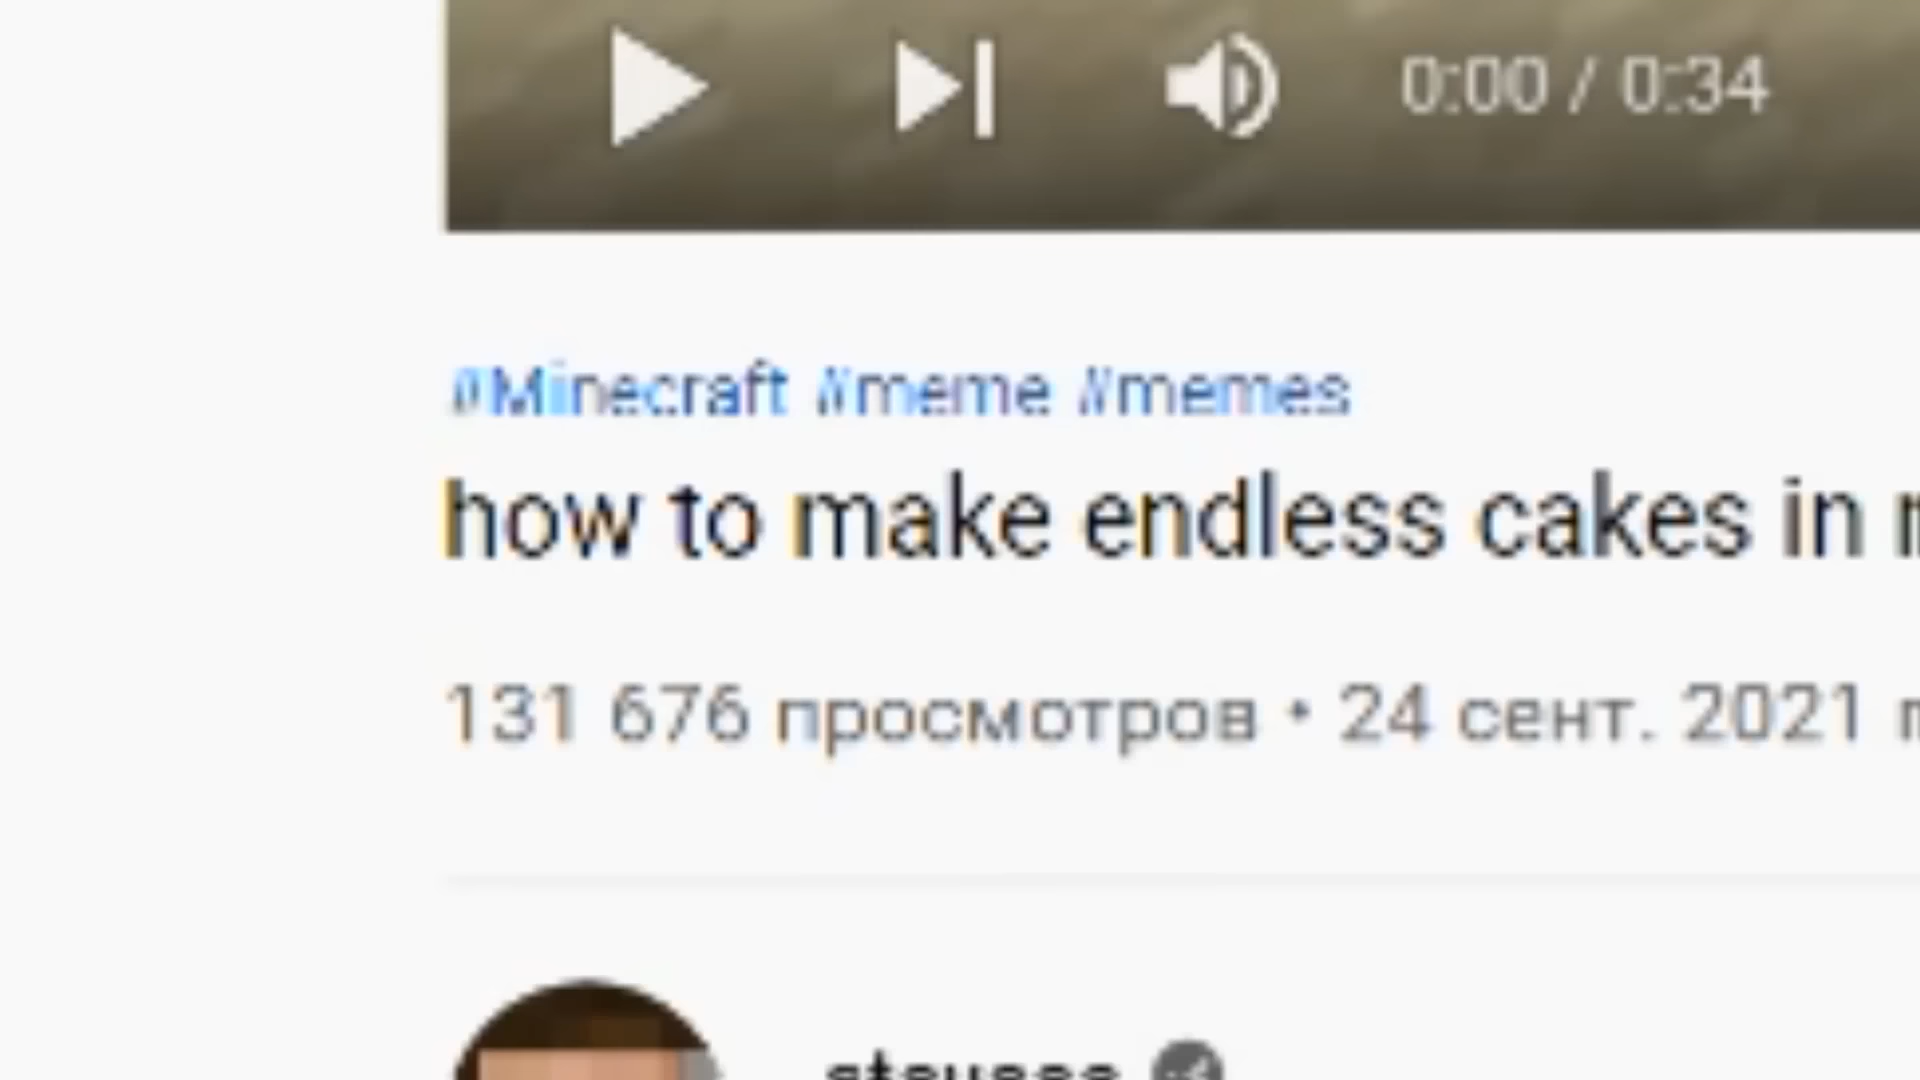 0:00 / 0:34
#Minecraft #meme #memes
how to make endless cakes in
131 676 просмотров • 24 сент. 2021